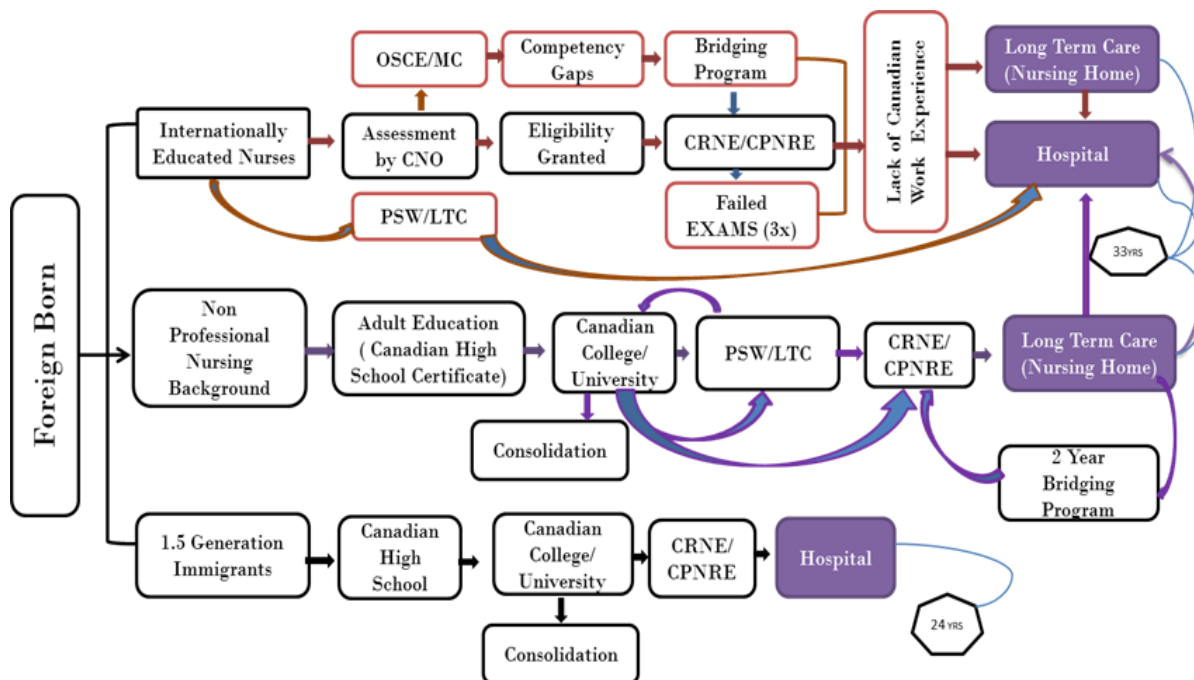 Foreign Born
Internationally
Educated Nurses
OSCE/MC
Competency
Gaps
Bridging
Program
Assessment
by CNO
Eligibility
Granted
CRNE/CPNRE
Failed
EXAMS (3x)
PSW/LTC
Lack of Canadian
Work Experience
Long Term Care
(Nursing Home)
Hospital
33YRS
Non
Professional
Nursing
Background
Adult Education
( Canadian High
School Certificate)
Canadian
College/
University
Consolidation
PSW/LTC
CRNE/
CPNRE
Long Term Care
(Nursing Home)
2 Year
Bridging
Program
1.5 Generation
Immigrants
Canadian
High
School
Canadian
College/
University
Consolidation
CRNE/
CPNRE
Hospital
24 YRS